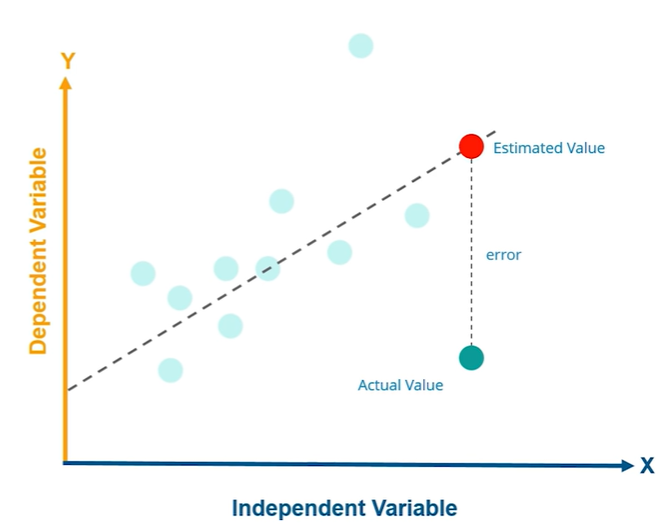 Y
Dependent Variable
Estimated Value
error
Actual Value
X
Independent Variable